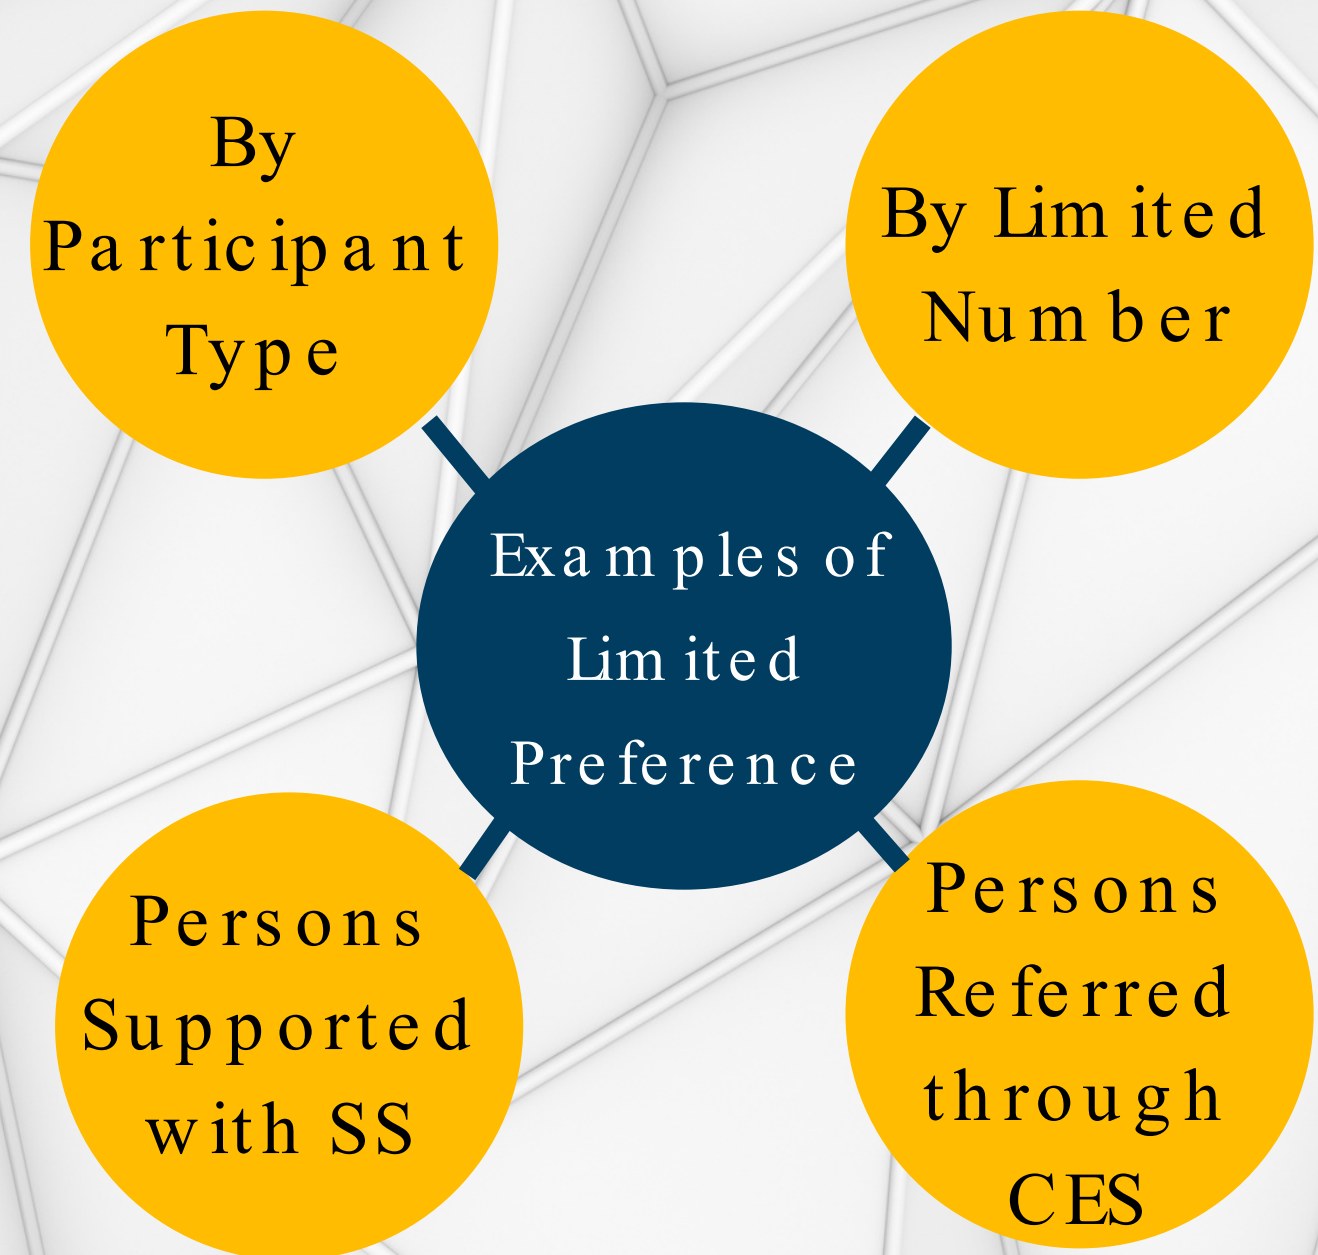 By
Participant
Type
By Limited
Number
Examples of
Limited
Preference
Persons
Supported
with SS
Persons
Referred
through
CES